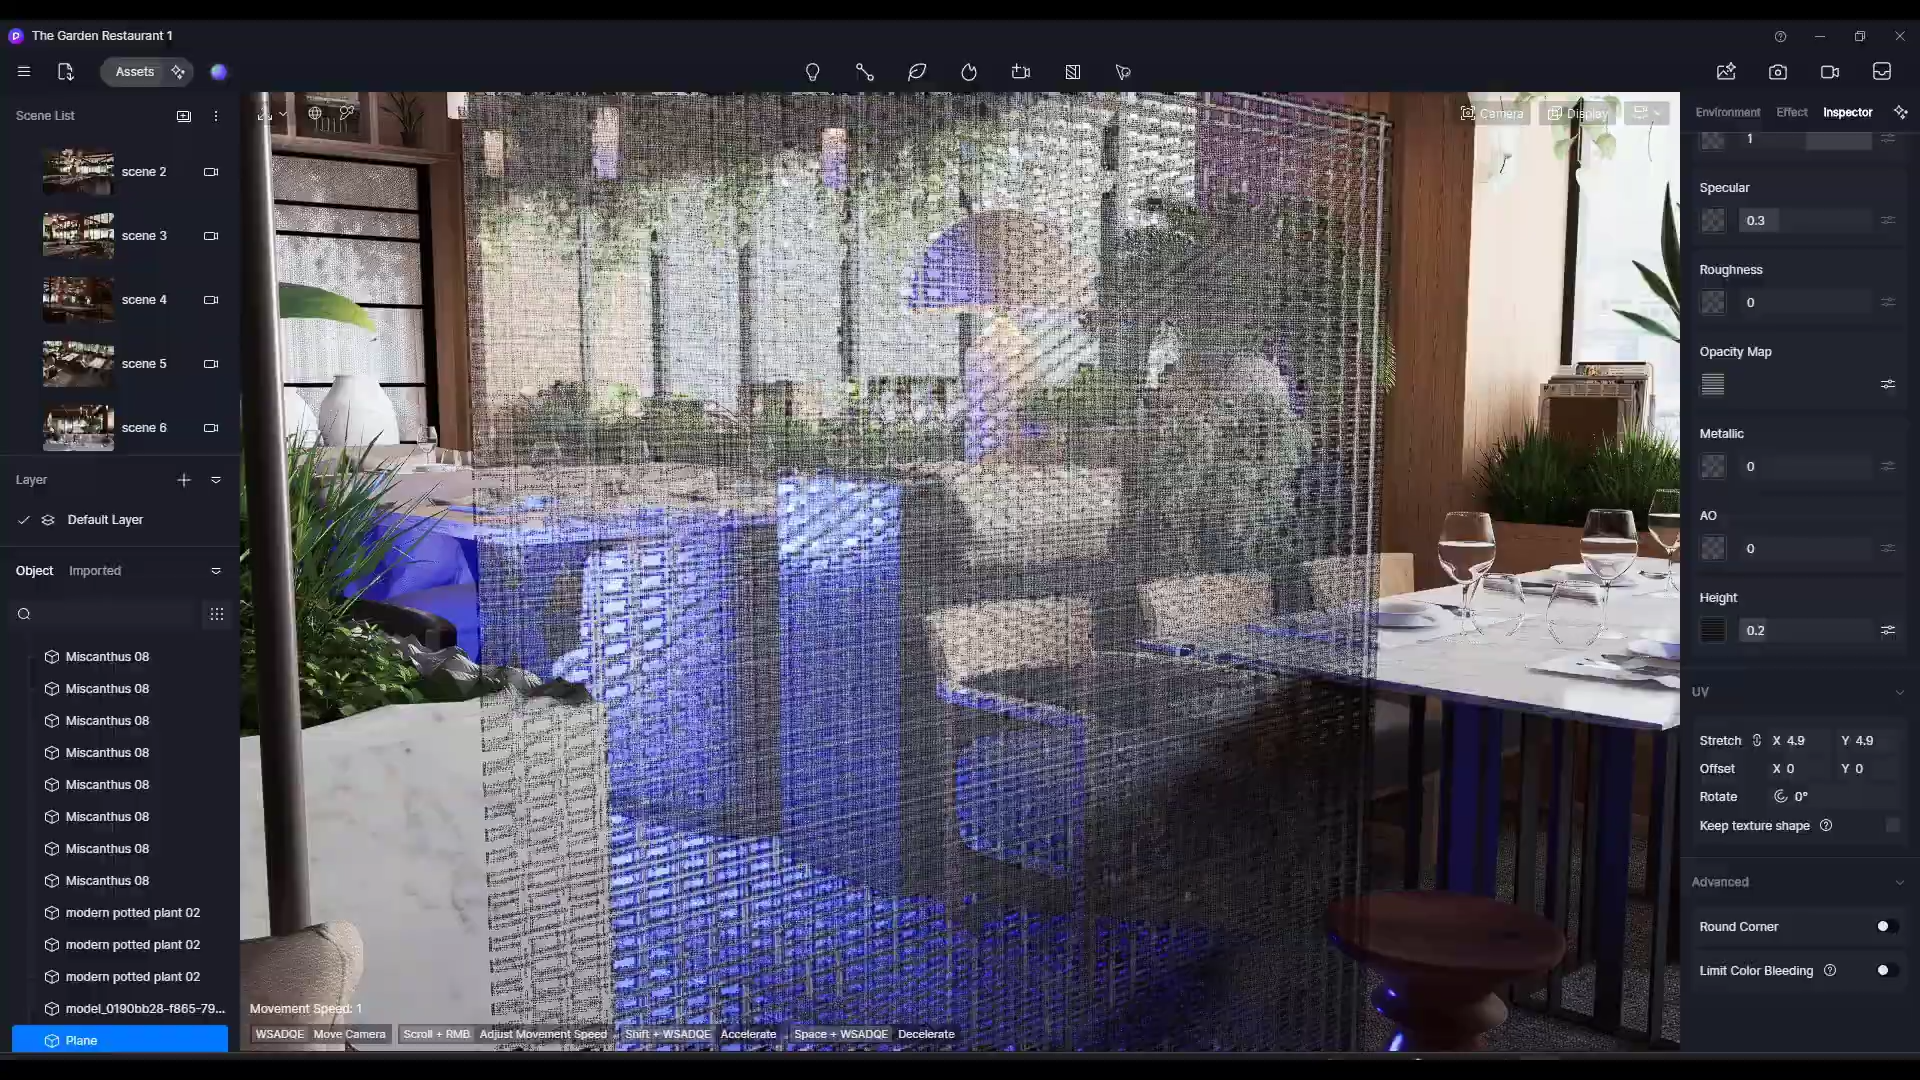 The Garden Restaurant 1
Assets
Scene List
scene 2
scene 3
scene 4
scene 5
scene 6
Layer
Default Layer
Object Imported
Miscanthus 08
Miscanthus 08
Miscanthus 08
Miscanthus 08
Miscanthus 08
Miscanthus 08
Miscanthus 08
Miscanthus 08
modern potted plant 02
modern potted plant 02
modern potted plant 02
model_0190bb28-f865-79...
Plane
Camera
Display
Movement Speed: 1
WSADQE Move Camera Scroll + RMB Adjust Movement Speed Shift + WSADQE Accelerate Space + WSADQE Decelerate
Environment Effect Inspector
1
Specular
0.3
Roughness
0
Opacity Map
Metallic
0
AO
0
Height
0.2
UV
Stretch X 4.9 Y 4.9
Offset X 0 Y 0
Rotate 0°
Keep texture shape
Advanced
Round Corner
Limit Color Bleeding